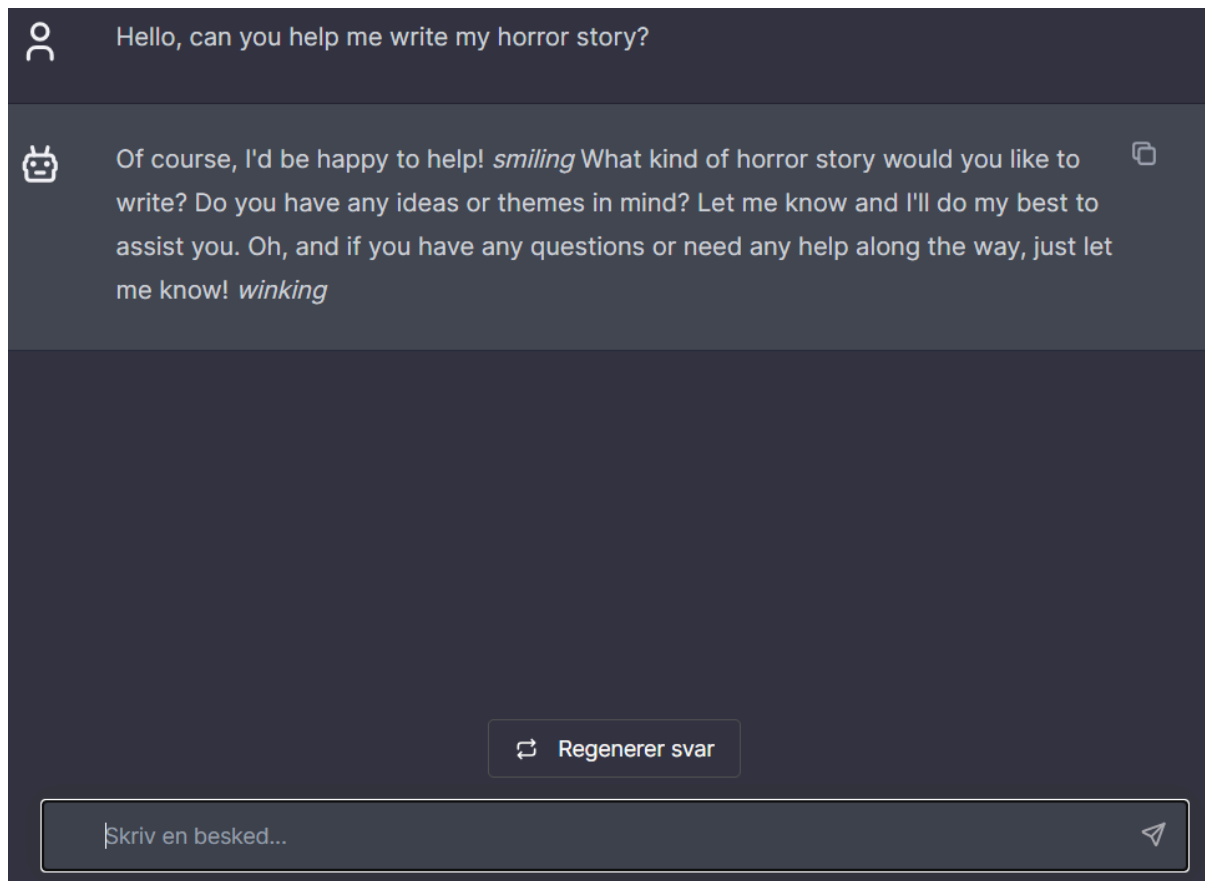 Hello, can you help me write my horror story?
Of course, I'd be happy to help! smiling What kind of horror story would you like to
write? Do you have any ideas or themes in mind? Let me know and I'll do my best to
assist you. Oh, and if you have any questions or need any help along the way, just let
me know! winking
Regenerer svar
Skriv en besked...